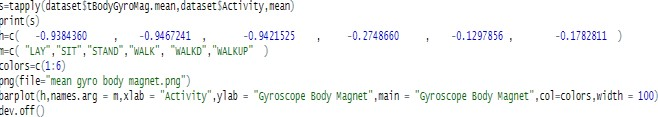 s=tapply(dataset$tBodyGyroMag.mean,dataset$Activity,mean)
print(s)
h=c( -0.9384360 , -0.9467241 , -0.9421525 , -0.2748660 , -0.1297856 , -0.1782811 )
m=c( "LAY","SIT","STAND","WALK", "WALKD","WALKUP" )
colors=c(1:6)
png(file="mean gyro body magnet.png")
barplot(h,names.arg = m,xlab = "Activity",ylab = "Gyroscope Body Magnet",main = "Gyroscope Body Magnet",col=colors,width = 100)
dev.off()